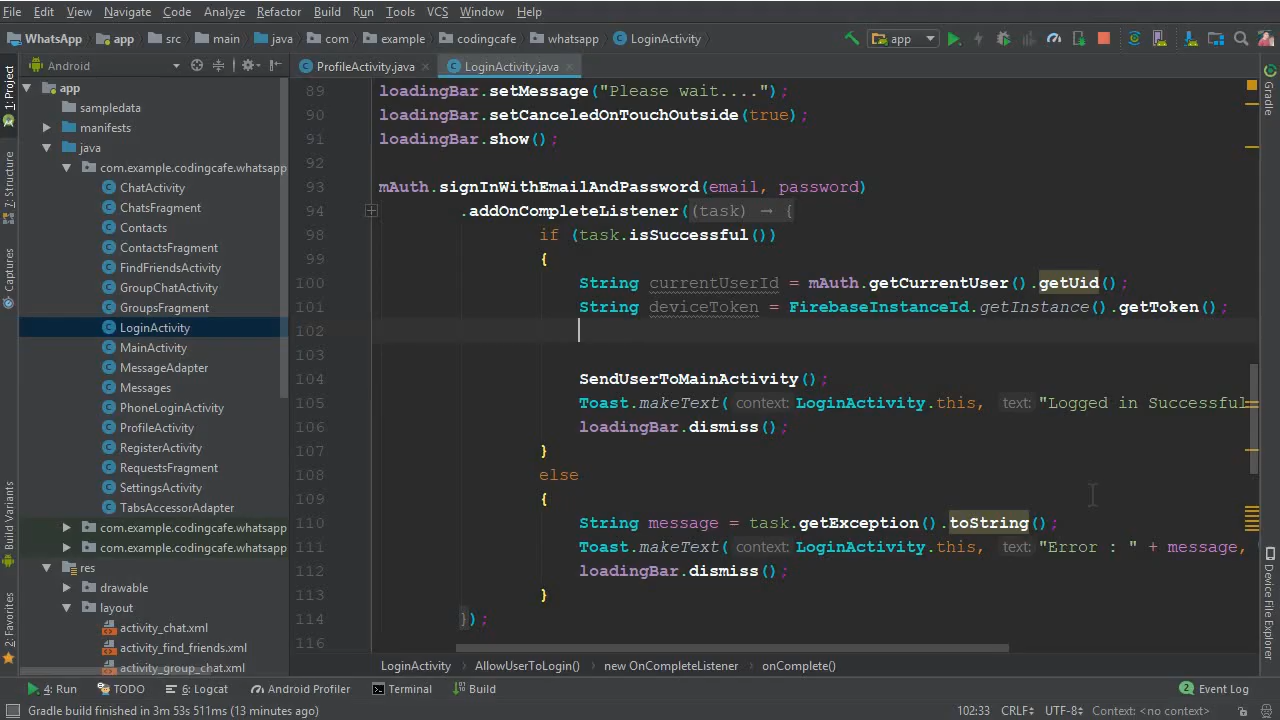 File Edit View Navigate Code Analyze Refactor Build Run Tools VCS Window Help
WhatsApp app src main java com example codingcafe whatsapp LoginActivity app
Android ProfileActivity.java LoginActivity.java
1: Project
7: Structure
Captures
Build Variants
2: Favorites
app
sampledata
manifests
java
com.example.codingcafe.whatsapp
ChatActivity
ChatsFragment
Contacts
ContactsFragment
FindFriendsActivity
GroupChatActivity
GroupsFragment
LoginActivity
MainActivity
MessageAdapter
Messages
PhoneLoginActivity
ProfileActivity
RegisterActivity
RequestsFragment
SettingsActivity
TabsAccessorAdapter
com.example.codingcafe.whatsapp
com.example.codingcafe.whatsapp
res
drawable
layout
activity_chat.xml
activity_find_friends.xml
activity_group_chat.xml
89 loadingBar.setMessage("Please wait....");
90 loadingBar.setCanceledOnTouchOutside(true);
91 loadingBar.show();
92
93 mAuth.signInWithEmailAndPassword(email, password)
94 .addOnCompleteListener((task) → {
98 if (task.isSuccessful())
99 {
100 String currentUserId = mAuth.getCurrentUser().getUid();
101 String deviceToken = FirebaseInstanceId.getInstance().getToken();
102
103
104 SendUserToMainActivity();
105 Toast.makeText( context: LoginActivity.this, text: "Logged in Successful
106 loadingBar.dismiss();
107 }
108 else
109 {
110 String message = task.getException().toString();
111 Toast.makeText( context: LoginActivity.this, text: "Error : " + message,
112 loadingBar.dismiss();
113 }
114 });
116
Gradle
Device File Explorer
LoginActivity AllowUserToLogin() new OnCompleteListener onComplete()
4: Run TODO 6: Logcat Android Profiler Terminal Build 2 Event Log
Gradle build finished in 3m 53s 511ms (13 minutes ago) 102:33 CRLF UTF-8 Context: <no context>